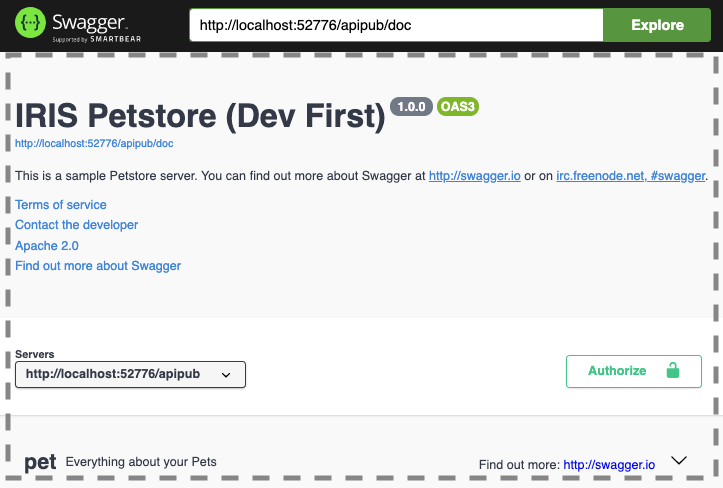 Swagger.
Supported by SMARTBEAR
http://localhost:52776/apipub/doc
Explore
IRIS Petstore (Dev First) 1.0.0 OAS3
http://localhost:52776/apipub/doc
This is a sample Petstore server. You can find out more about Swagger at http://swagger.io or on irc.freenode.net, #swagger.
Terms of service
Contact the developer
Apache 2.0
Find out more about Swagger
Servers
http://localhost:52776/apipub
Authorize
pet Everything about your Pets Find out more: http://swagger.io